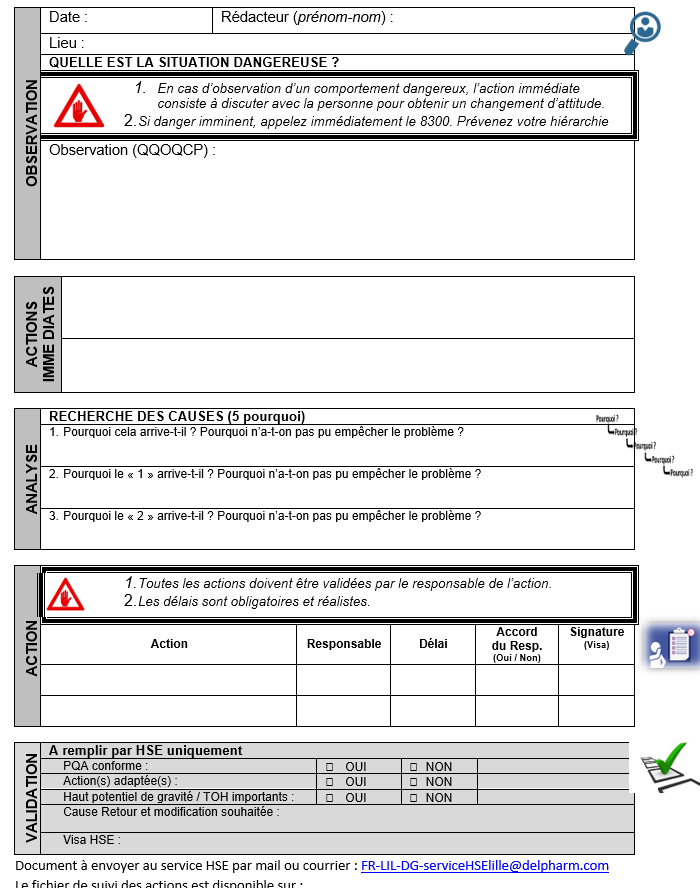 Date :
Rédacteur (prénom-nom) :
Lieu :
QUELLE EST LA SITUATION DANGEREUSE ?
1. En cas d'observation d'un comportement dangereux, l'action immédiate
consiste à discuter avec la personne pour obtenir un changement d'attitude.
2. Si danger imminent, appelez immédiatement le 8300. Prévenez votre hiérarchie
OBSERVATION
Observation (QQOQCP) :
ACTIONS
IMMEDIATES
RECHERCHE DES CAUSES (5 pourquoi)
Pourquoi ?
Pourquoi?
Pourquoi ?
Pourquoi ?
Pourquoi ?
1. Pourquoi cela arrive-t-il ? Pourquoi n'a-t-on pas pu empêcher le problème ?
ANALYSE
2. Pourquoi le « 1 » arrive-t-il ? Pourquoi n'a-t-on pas pu empêcher le problème ?
3. Pourquoi le « 2 » arrive-t-il ? Pourquoi n'a-t-on pas pu empêcher le problème ?
1. Toutes les actions doivent être validées par le responsable de l'action.
2. Les délais sont obligatoires et réalistes.
ACTION
Action
Responsable
Délai
Accord
du Resp.
(Oui / Non)
Signature
(Visa)
VALIDATION
A remplir par HSE uniquement
PQA conforme : □ OUI □ NON
Action(s) adaptée(s) : □ OUI □ NON
Haut potentiel de gravité / TOH importants : □ OUI □ NON
Cause Retour et modification souhaitée :
Visa HSE :
Document à envoyer au service HSE par mail ou courrier : FR-LIL-DG-serviceHSElille@delpharm.com
Le fichier de suivi des actions est disponible sur :